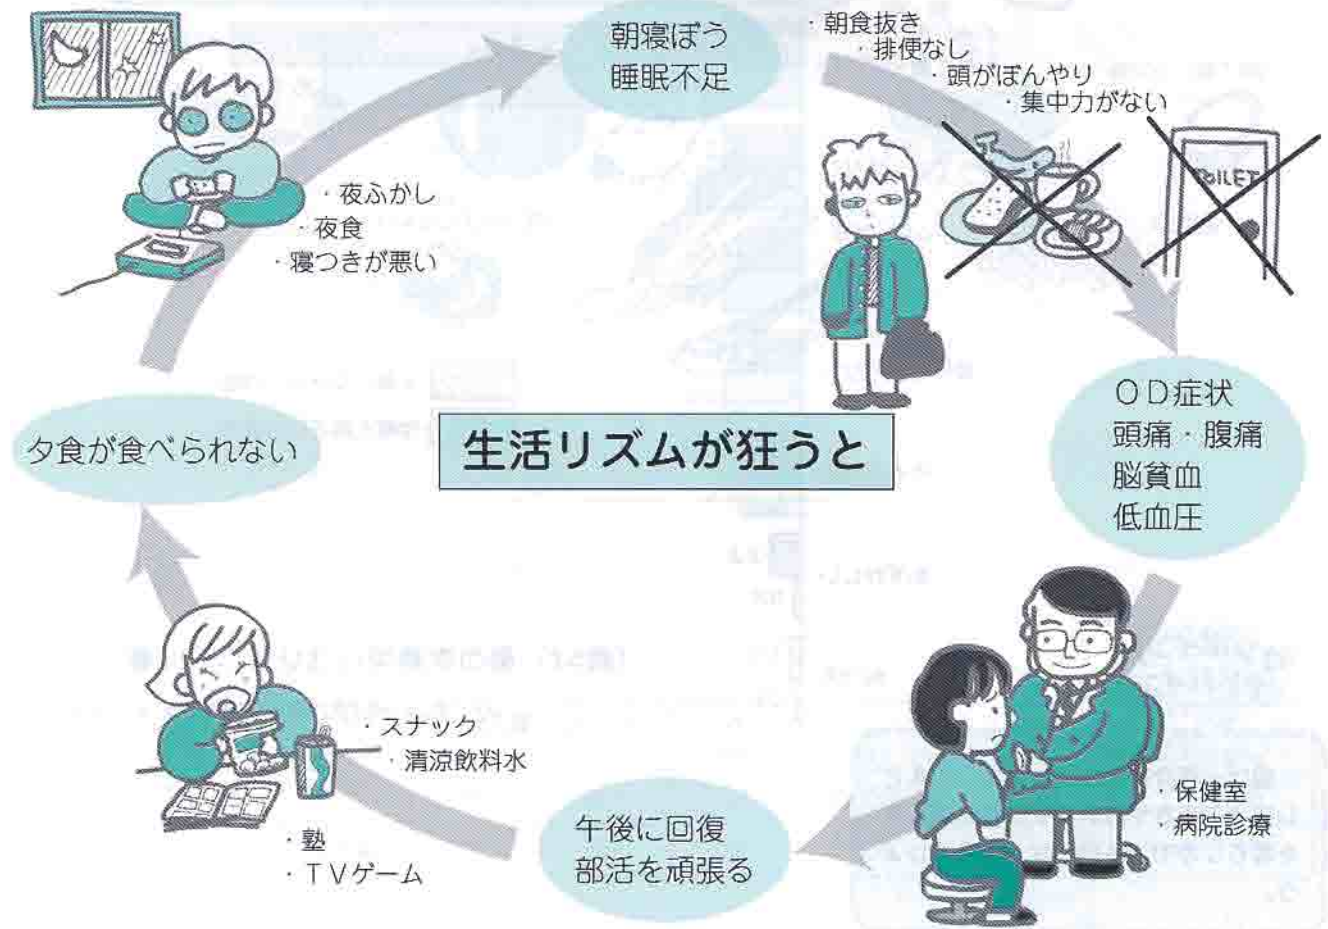 朝寝ぼう
睡眠不足
・朝食抜き
・排便なし
・頭がぼんやり
・集中力がない
TOILET
OD症状
頭痛・腹痛
脳貧血
低血圧
・保健室
・病院診療
午後に回復
部活を頑張る
・スナック
・清涼飲料水
・塾
・TVゲーム
夕食が食べられない
・夜ふかし
・夜食
・寝つきが悪い
生活リズムが狂うと